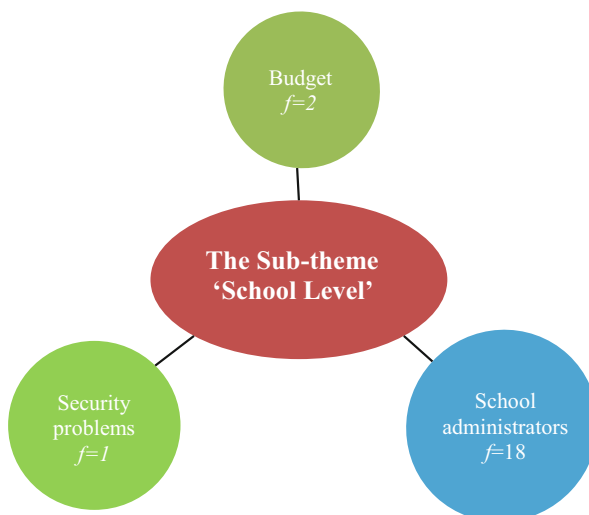 Budget
f=2
The Sub-theme
‘School Level’
Security
problems
f=1
School
administrators
f=18